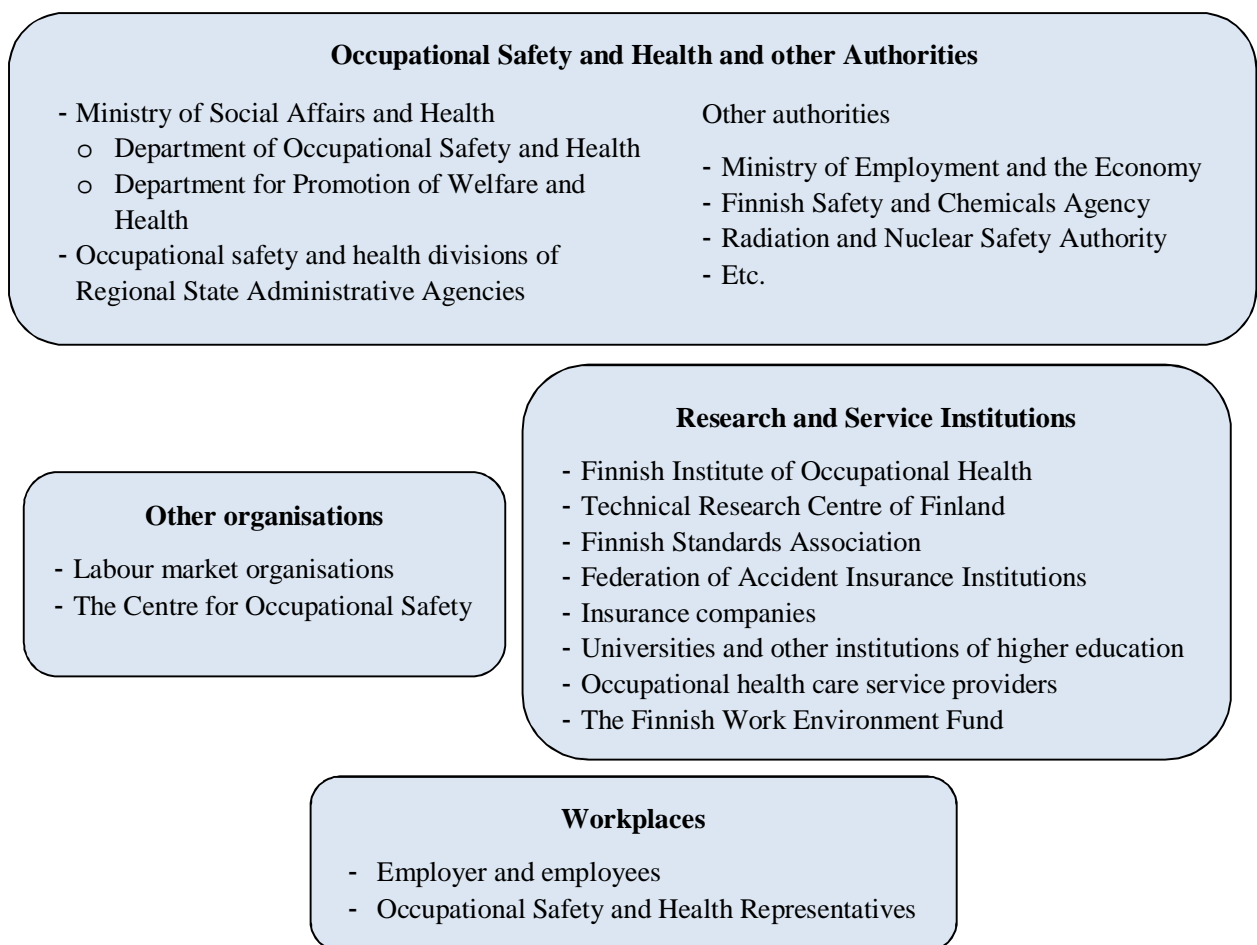 Occupational Safety and Health and other Authorities
- Ministry of Social Affairs and Health
o Department of Occupational Safety and Health
o Department for Promotion of Welfare and
Health
- Occupational safety and health divisions of
Regional State Administrative Agencies
Other authorities
- Ministry of Employment and the Economy
- Finnish Safety and Chemicals Agency
- Radiation and Nuclear Safety Authority
- Etc.
Research and Service Institutions
- Finnish Institute of Occupational Health
- Technical Research Centre of Finland
- Finnish Standards Association
- Federation of Accident Insurance Institutions
- Insurance companies
- Universities and other institutions of higher education
- Occupational health care service providers
- The Finnish Work Environment Fund
Other organisations
- Labour market organisations
- The Centre for Occupational Safety
Workplaces
- Employer and employees
- Occupational Safety and Health Representatives